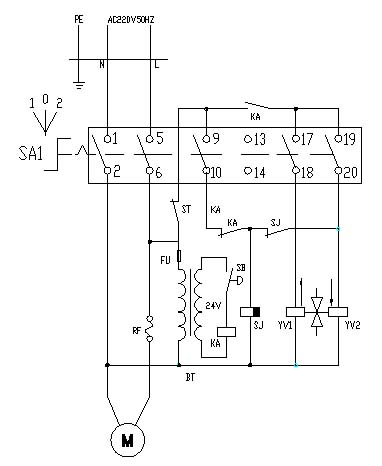 PE AC220V50HZ
N L
KA
1 0 2
1 5 9 13 17 19
SA1
2 6 10 14 18 20
ST KA
KA SJ
FU SB
24V
RF KA SJ YV1 YV2
BT
M